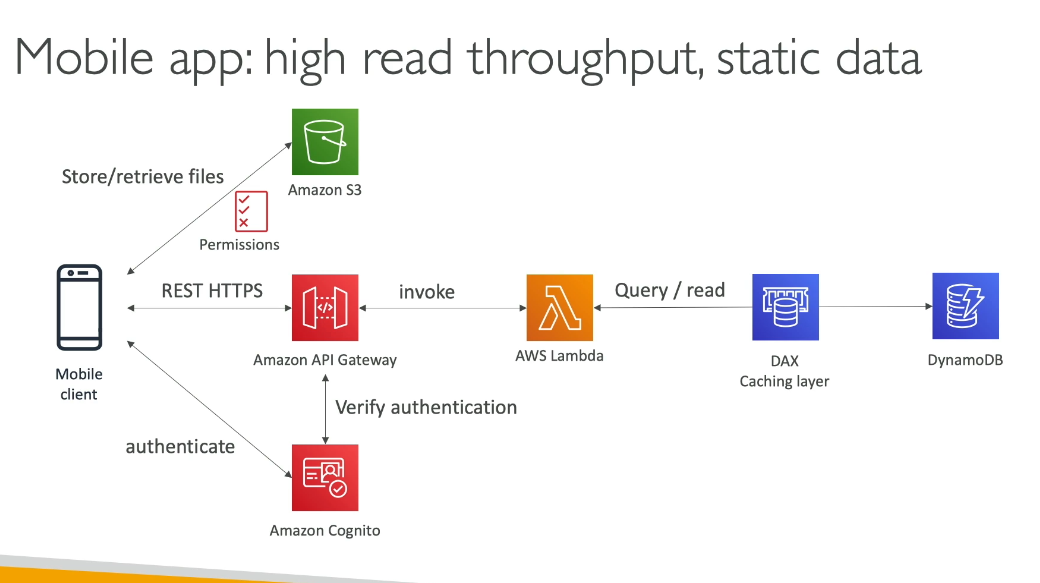 Mobile app: high read throughput, static data
Store/retrieve files
Amazon S3
Permissions
REST HTTPS
invoke
Query / read
Mobile
client
Amazon API Gateway
AWS Lambda
DAX
Caching layer
DynamoDB
Verify authentication
authenticate
Amazon Cognito